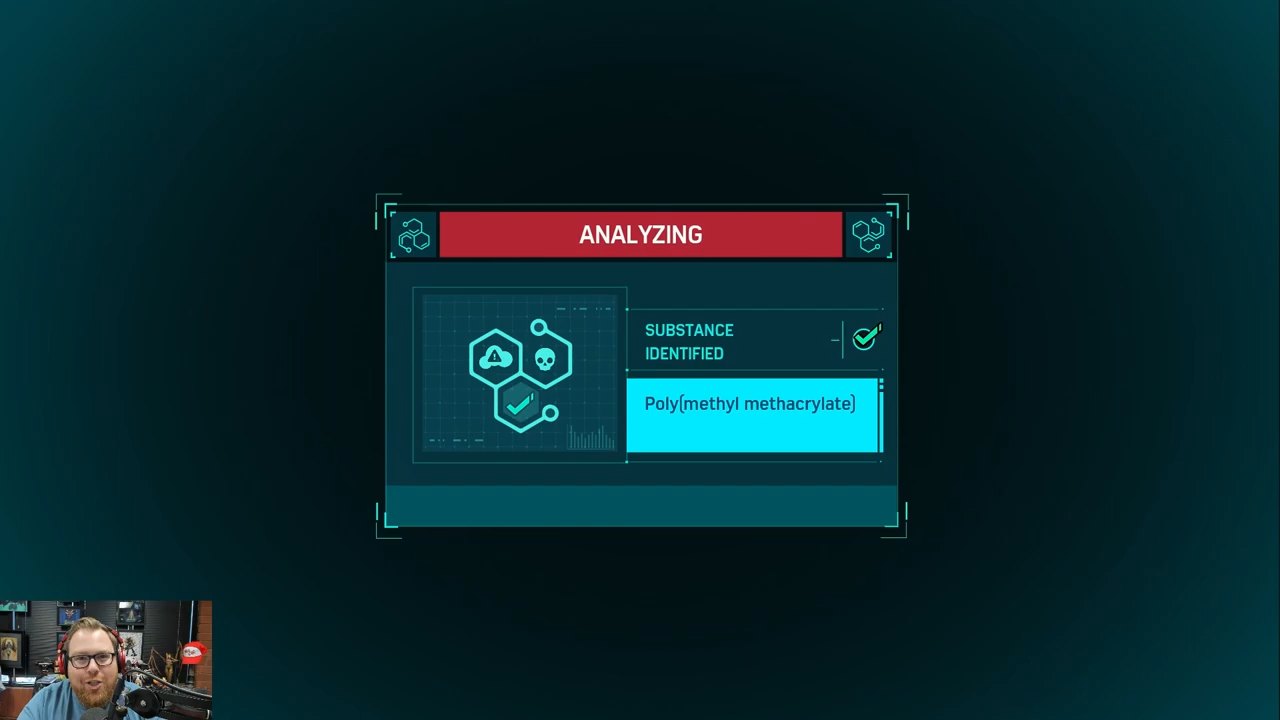 ANALYZING
SUBSTANCE
IDENTIFIED
Poly(methyl methacrylate)